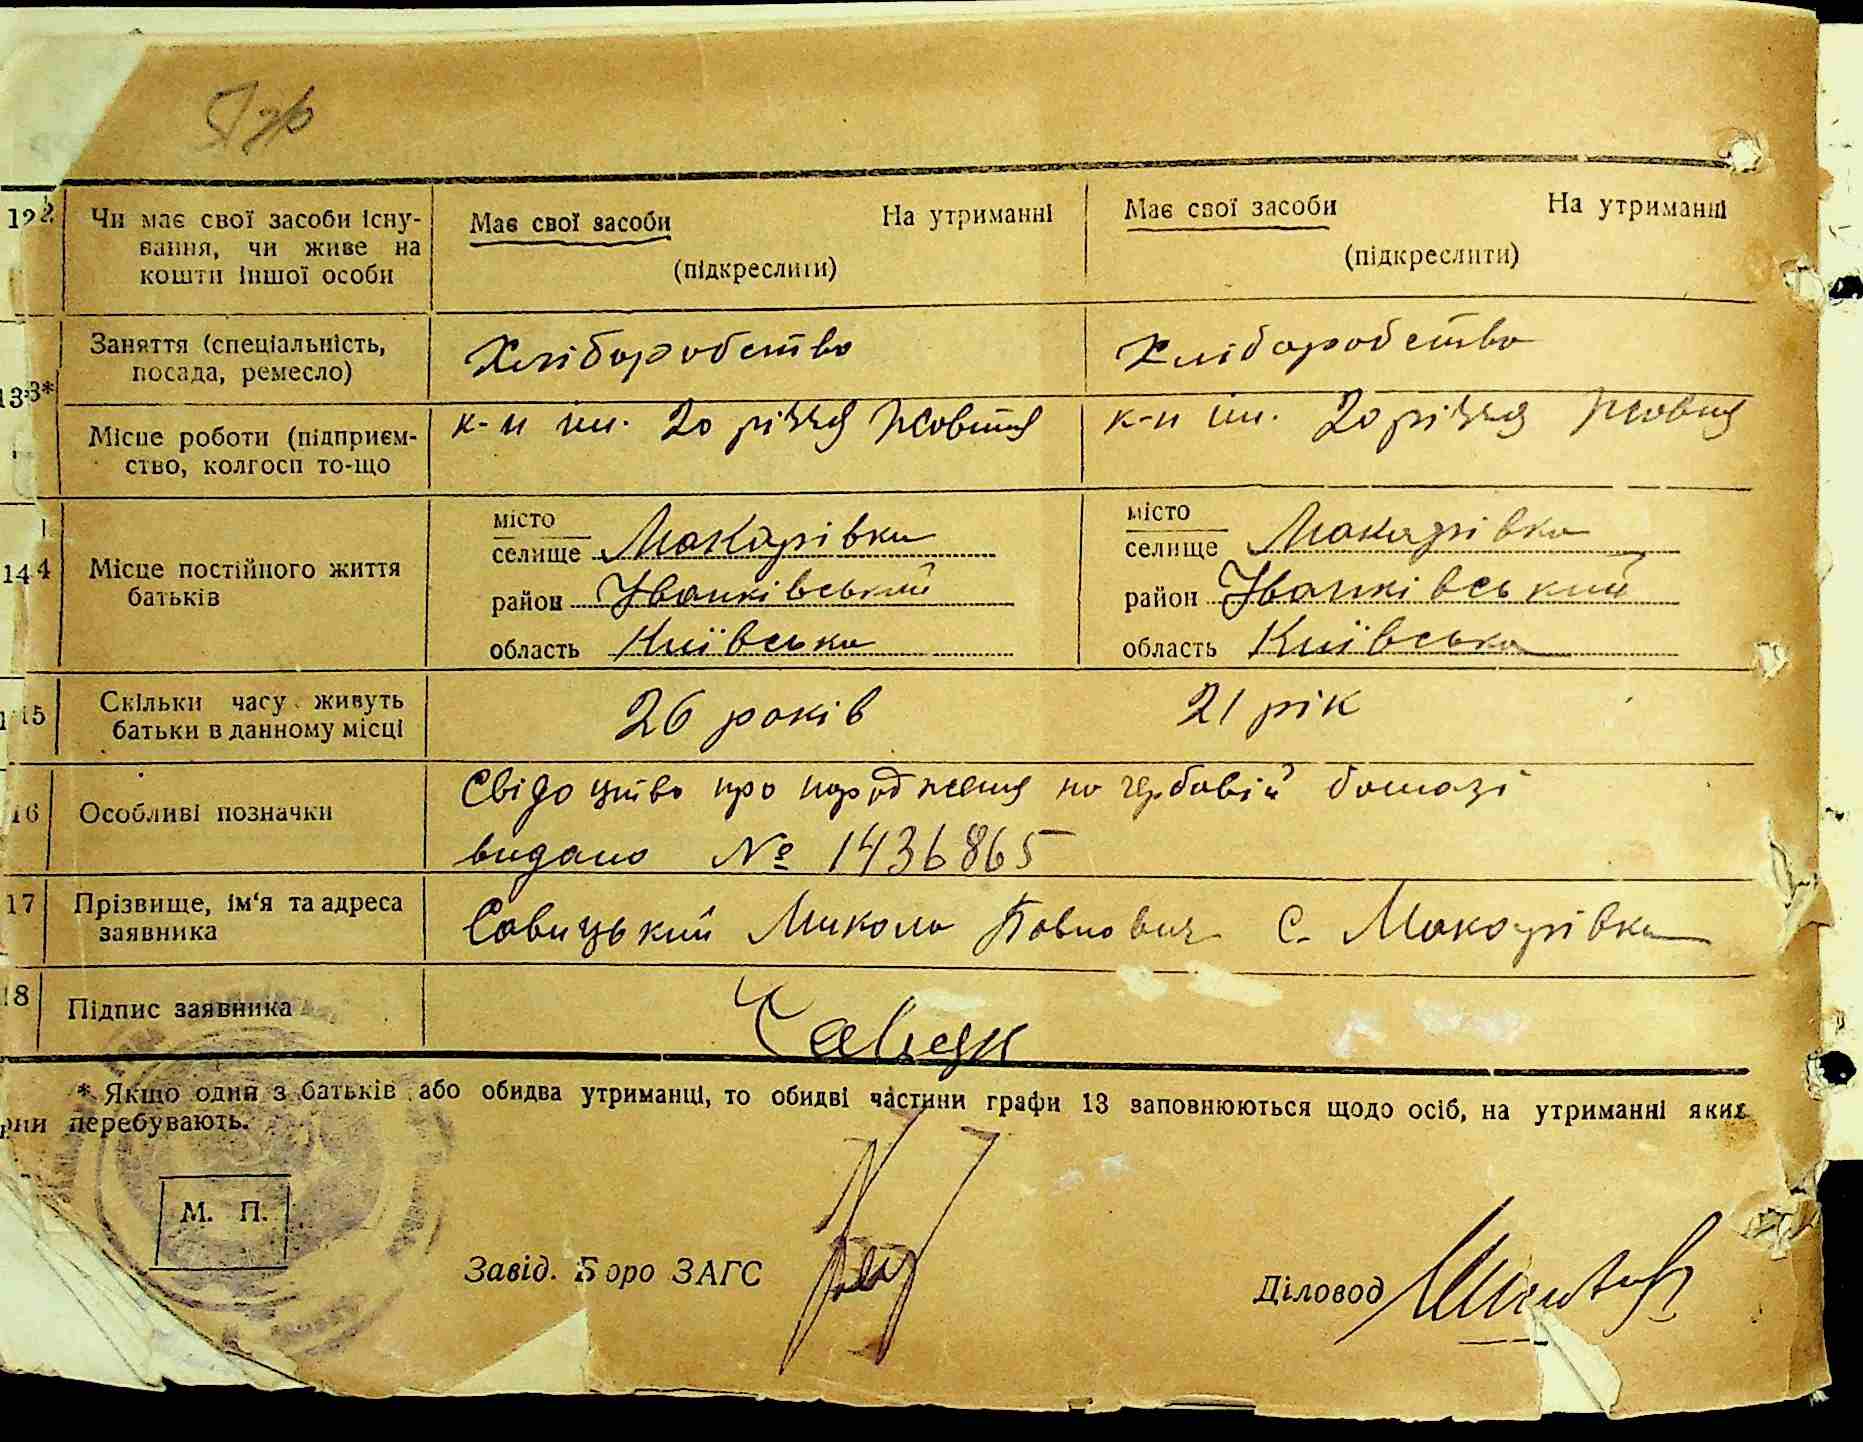 12 Чи має свої засоби існу- Має свої засоби На утриманні Має свої засоби На утриманні
вання, чи живе на
кошти іншої особи (підкреслити) (підкреслити)
Заняття (спеціальність, Хліборобство Хліборобство
посада, ремесло)
13*
Місце роботи (підприєм- к-п ім. 20 річчя Жовтня к-п ім. 20 річчя Жовтня
ство, колгосп то-що
14 Місце постійного життя
батьків
місто місто
селище Макарівка селище Макарівка
район Іванківський район Іванківський
область Київська область Київська
15 Скільки часу живуть 26 років 21 рік
батьки в данному місці
16 Особливі позначки Свідоцтво про народження на гербовій бомазі
видано № 1436865
17 Прізвище, ім'я та адреса Савицький Микола Павлович с. Макарівка
заявника
18 Підпис заявника
* Якщо один з батьків або обидва утриманці, то обидві частини графи 13 заповнюються щодо осіб, на утриманні яких
перебувають.
М. П.
Завід. Бюро ЗАГС Діловод